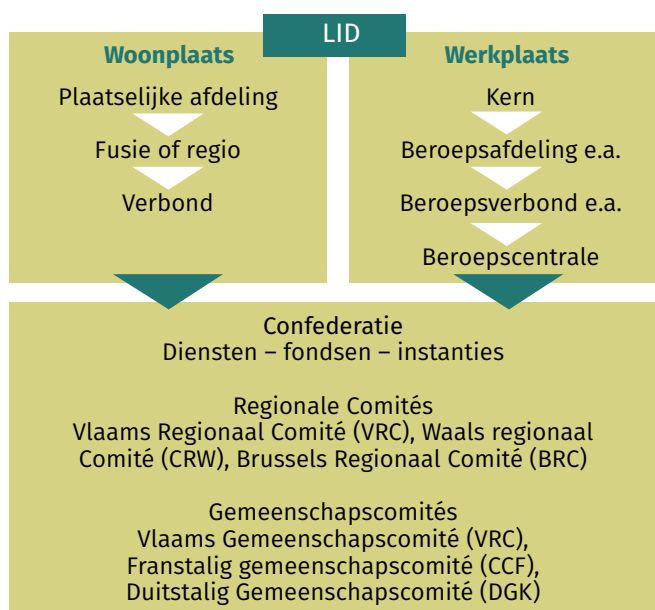 LID
Woonplaats
Plaatselijke afdeling
Fusie of regio
Verbond
Werkplaats
Kern
Beroepsafdeling e.a.
Beroepsverbond e.a.
Beroepscentrale
Confederatie
Diensten – fondsen – instanties
Regionale Comités
Vlaams Regionaal Comité (VRC), Waals regionaal
Comité (CRW), Brussels Regionaal Comité (BRC)
Gemeenschapscomités
Vlaams Gemeenschapscomité (VRC),
Franstalig gemeenschapscomité (CCF),
Duitstalig Gemeenschapscomité (DGK)